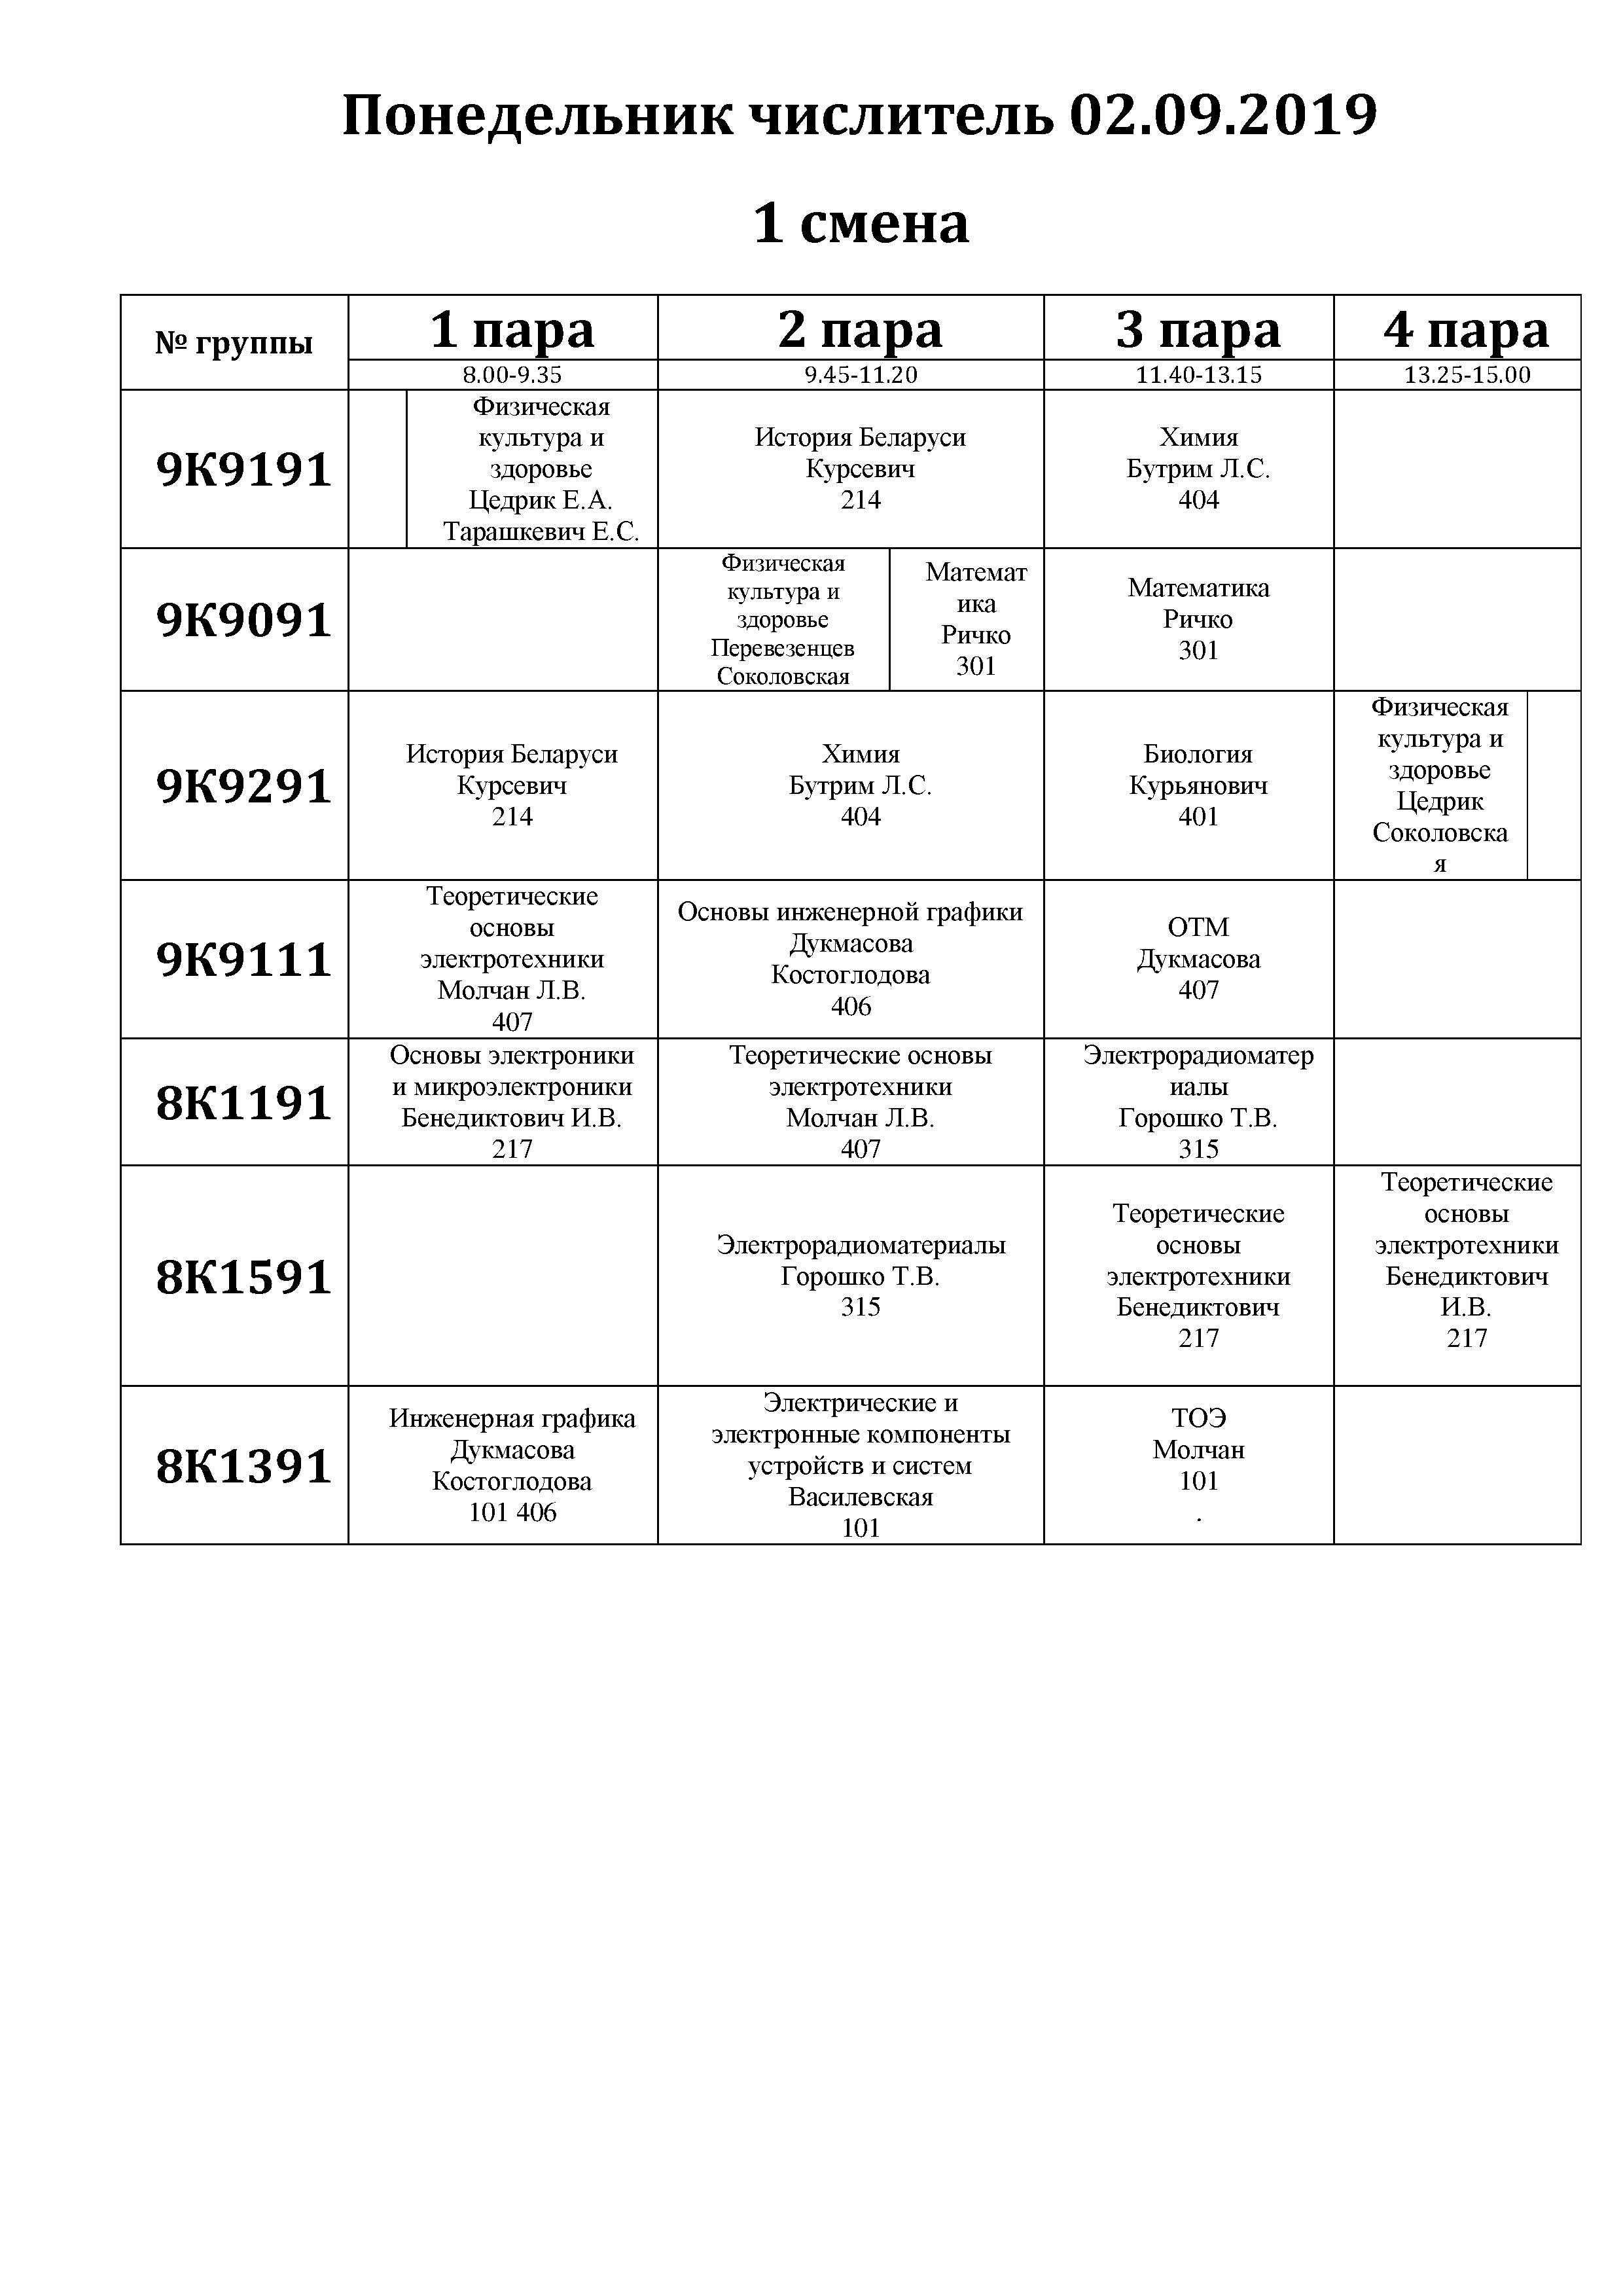 Понедельник числитель 02.09.2019
1 смена
№ группы
1 пара
2 пара
3 пара
4 пара
8.00-9.35
9.45-11.20
11.40-13.15
13.25-15.00
9К9191
Физическая
культура и
здоровье
Цедрик Е.А.
Тарашкевич Е.С.
История Беларуси
Курсевич
214
Химия
Бутрим Л.С.
404
9К9091
Физическая
культура и
здоровье
Перевезенцев
Соколовская
Математ
ика
Ричко
301
Математика
Ричко
301
9К9291
История Беларуси
Курсевич
214
Химия
Бутрим Л.С.
404
Биология
Курьянович
401
Физическая
культура и
здоровье
Цедрик
Соколовска
я
9К9111
Теоретические
основы
электротехники
Молчан Л.В.
407
Основы инженерной графики
Дукмасова
Костоглодова
406
ОТМ
Дукмасова
407
8К1191
Основы электроники
и микроэлектроники
Бенедиктович И.В.
217
Теоретические основы
электротехники
Молчан Л.В.
407
Электрорадиоматер
иалы
Горошко Т.В.
315
8К1591
Электрорадиоматериалы
Горошко Т.В.
315
Теоретические
основы
электротехники
Бенедиктович
217
Теоретические
основы
электротехники
Бенедиктович
И.В.
217
8К1391
Инженерная графика
Дукмасова
Костоглодова
101 406
Электрические и
электронные компоненты
устройств и систем
Василевская
101
ТОЭ
Молчан
101
.